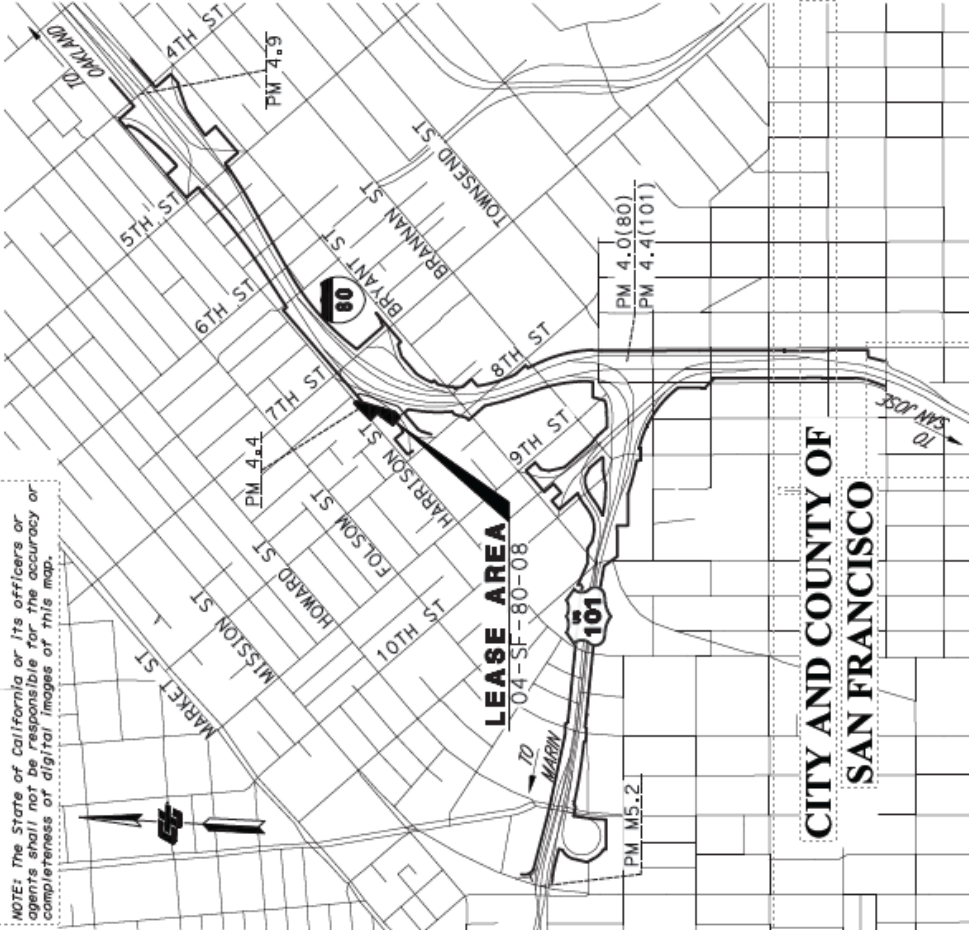 NOTE: The State of California or its officers or
agents shall not be responsible for the accuracy or
completeness of digital images of this map.
TO
OAKLAND
4TH ST
PM 4.9
5TH ST
6TH ST
7TH ST
8TH ST
9TH ST
10TH ST
TOWNSEND ST
BRANNAN ST
BRYANT ST
HARRISON ST
FOLSOM ST
HOWARD ST
MISSION ST
MARKET ST
80
PM 4.4
PM 4.0(80)
PM 4.4(101)
LEASE AREA
04-SF-80-08
US
101
TO
MARIN
PM M5.2
TO
SAN JOSE
CITY AND COUNTY OF
SAN FRANCISCO
ct